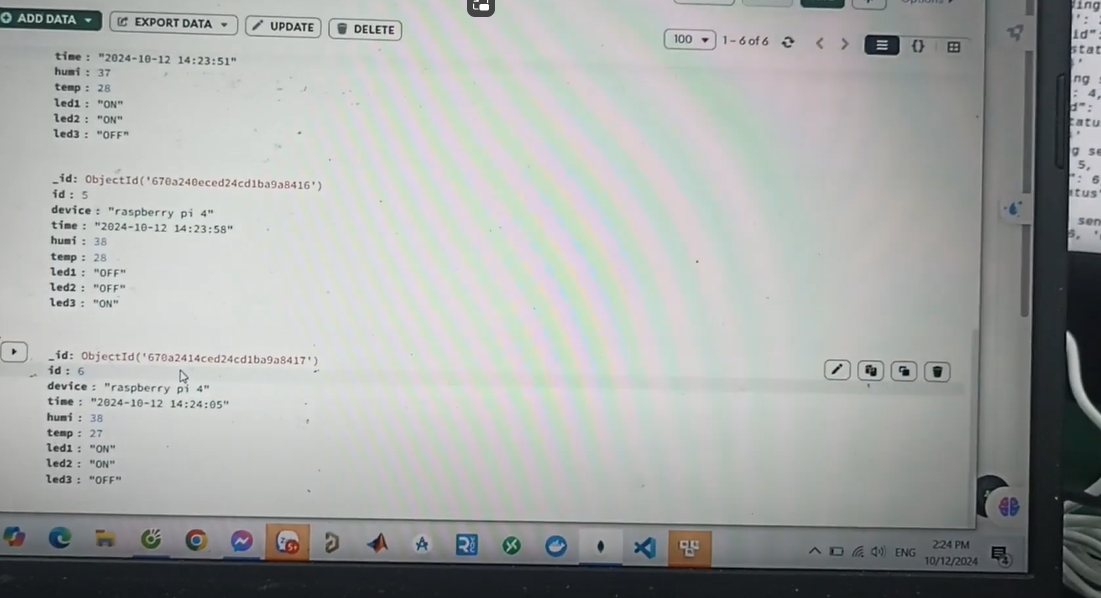 ADD DATA
EXPORT DATA
UPDATE
DELETE
100
1-6 of 6
{}
time : "2024-10-12 14:23:51"
humi : 37
temp : 28
led1 : "ON"
led2 : "ON"
led3 : "OFF"
_id: ObjectId('670a240eced24cd1ba9a8416')
id : 5
device : "raspberry pi 4"
time : "2024-10-12 14:23:58"
humi : 38
temp : 28
led1 : "OFF"
led2 : "OFF"
led3 : "ON"
_id: ObjectId('670a2414ced24cd1ba9a8417')
id : 6
device : "raspberry pi 4"
time : "2024-10-12 14:24:05"
humi : 38
temp : 27
led1 : "ON"
led2 : "ON"
led3 : "OFF"
5+
ENG
2:24 PM
10/12/2024
4